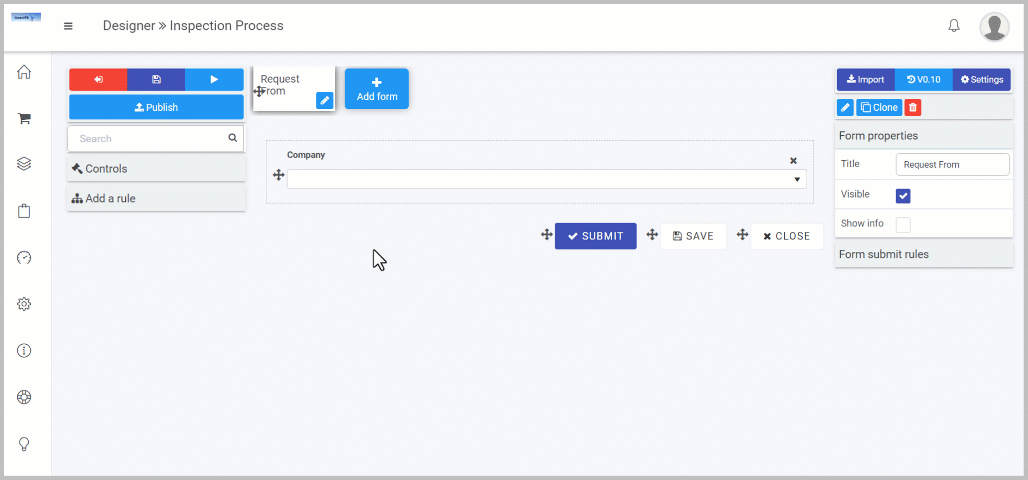 Designer » Inspection Process
Request
From
Add form
Import
V0.10
Settings
Publish
Clone
Search
Form properties
Company
Controls
Title
Request From
Add a rule
Visible
SUBMIT
SAVE
CLOSE
Show info
Form submit rules